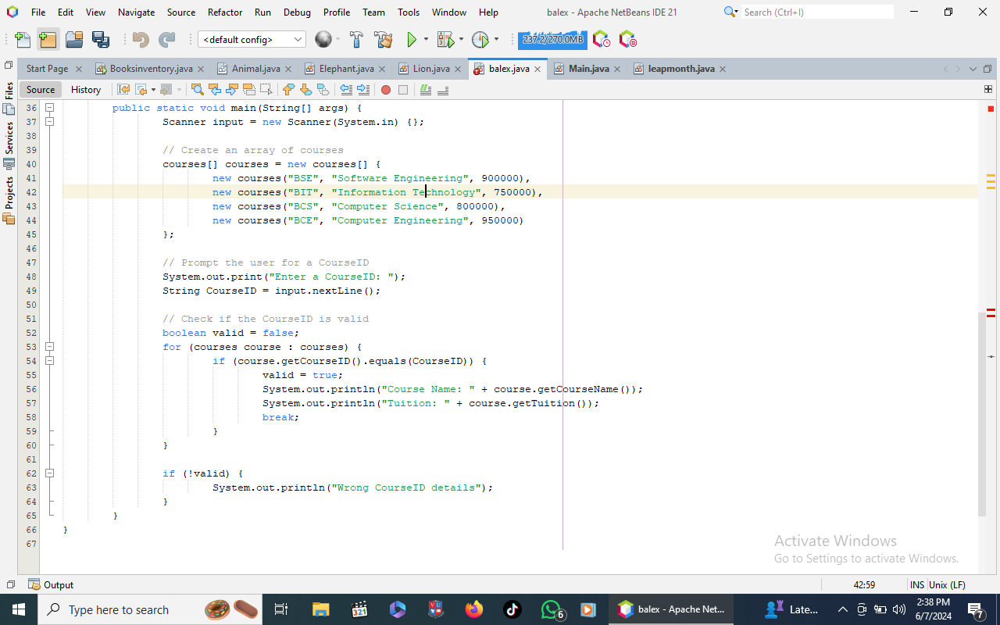 File Edit View Navigate Source Refactor Run Debug Profile Team Tools Window Help balex - Apache NetBeans IDE 21 Search (Ctrl+I)
<default config> 237.2/270.0MB
Start Page Booksinventory.java Animal.java Elephant.java Lion.java balex.java Main.java leapmonth.java
Source History
Files
Services
Projects
36 public static void main(String[] args) {
37 Scanner input = new Scanner(System.in) {};
38
39 // Create an array of courses
40 courses[] courses = new courses[] {
41 new courses("BSE", "Software Engineering", 900000),
42 new courses("BIT", "Information Technology", 750000),
43 new courses("BCS", "Computer Science", 800000),
44 new courses("BCE", "Computer Engineering", 950000)
45 };
46
47 // Prompt the user for a CourseID
48 System.out.print("Enter a CourseID: ");
49 String CourseID = input.nextLine();
50
51 // Check if the CourseID is valid
52 boolean valid = false;
53 for (courses course : courses) {
54 if (course.getCourseID().equals(CourseID)) {
55 valid = true;
56 System.out.println("Course Name: " + course.getCourseName());
57 System.out.println("Tuition: " + course.getTuition());
58 break;
59 }
60 }
61
62 if (!valid) {
63 System.out.println("Wrong CourseID details");
64 }
65 }
66 }
67
Activate Windows
Go to Settings to activate Windows.
Output 42:59 INS Unix (LF)
Type here to search 321 6 balex - Apache Net... Late... 2:38 PM
6/7/2024 7